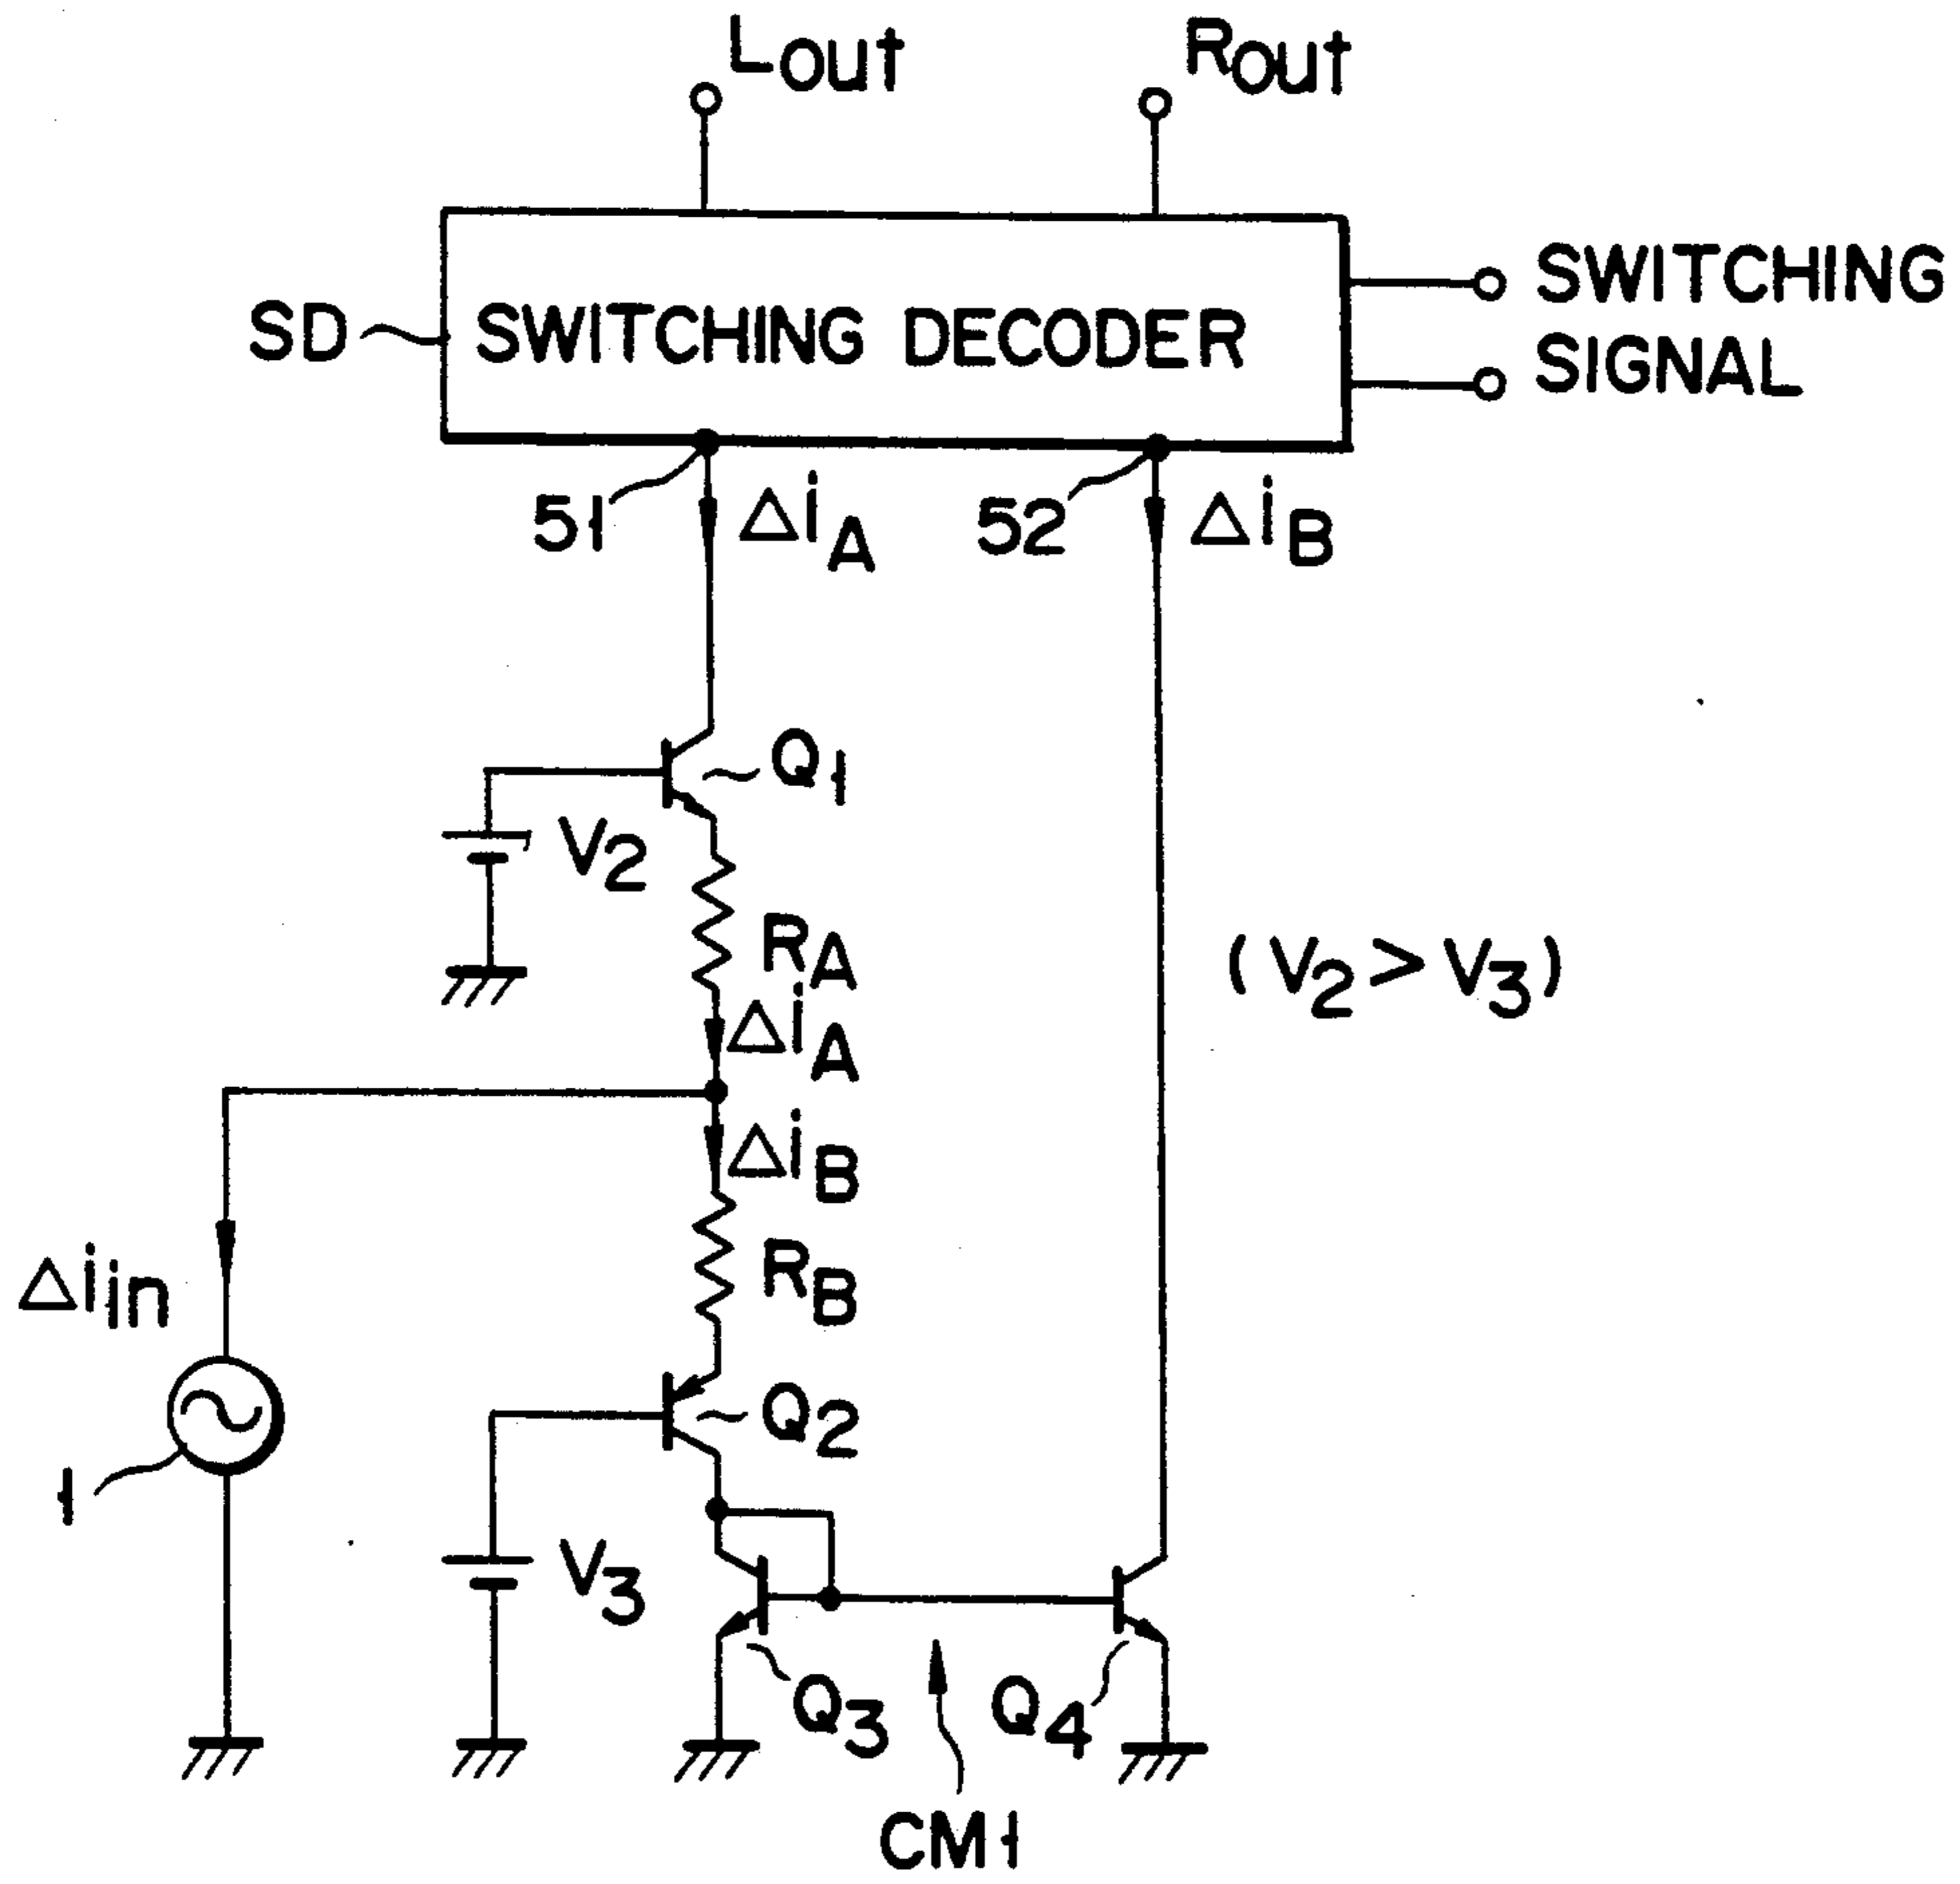 Lout
Rout
SD
SWITCHING DECODER
SWITCHING
SIGNAL
51
ΔiA
52
ΔiB
Q1
V2
RA
(V2 > V3)
ΔiA
ΔiB
RB
Δiin
Q2
1
V3
Q3
Q4
CM1